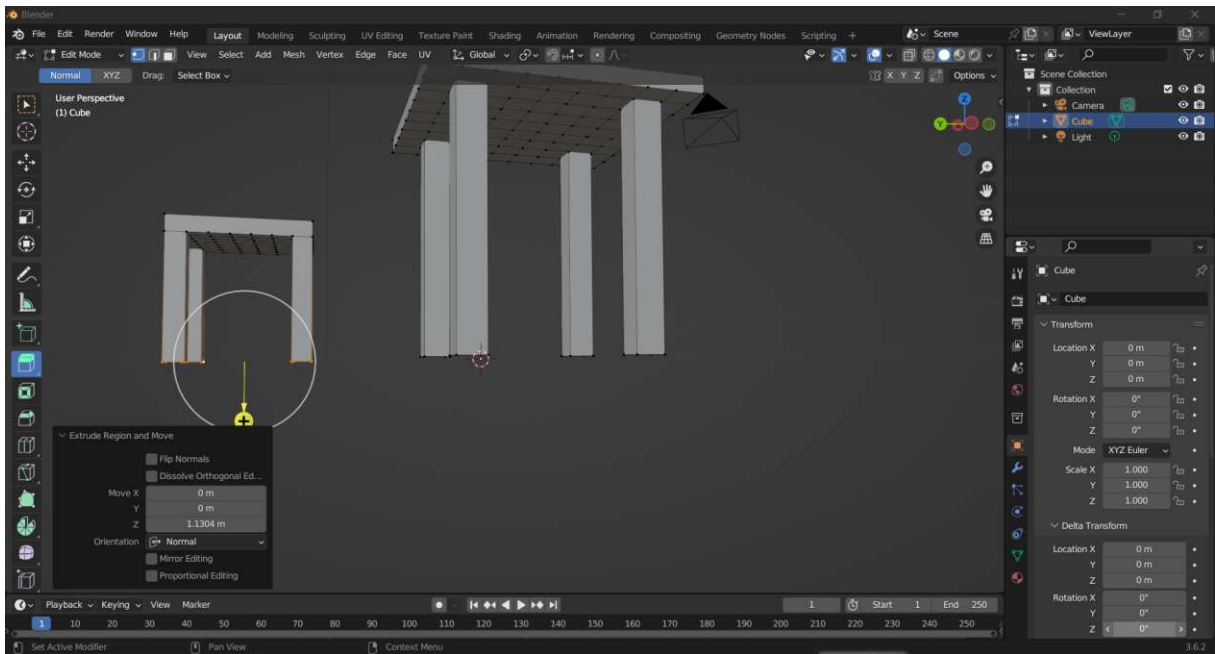 Blender
File Edit Render Window Help Layout Modeling Sculpting UV Editing Texture Paint Shading Animation Rendering Compositing Geometry Nodes Scripting + Scene ViewLayer
Edit Mode View Select Add Mesh Vertex Edge Face UV Global
Normal XYZ Drag: Select Box X Y Z Options
Scene Collection
User Perspective
Collection
(1) Cube
Camera
Cube
Light
Z
Y
Cube
Cube
Transform
Location X 0 m
Y 0 m
Z 0 m
Rotation X 0°
Y 0°
Z 0°
Mode XYZ Euler
Scale X 1.000
Y 1.000
Z 1.000
Delta Transform
Location X 0 m
Y 0 m
Z 0 m
Rotation X 0°
Y 0°
Z 0°
Extrude Region and Move
Flip Normals
Dissolve Orthogonal Ed...
Move X 0 m
Y 0 m
Z 1.1304 m
Orientation Normal
Mirror Editing
Proportional Editing
Playback Keying View Marker 1 Start 1 End 250
1 10 20 30 40 50 60 70 80 90 100 110 120 130 140 150 160 170 180 190 200 210 220 230 240 250
Set Active Modifier Pan View Context Menu 3.6.2